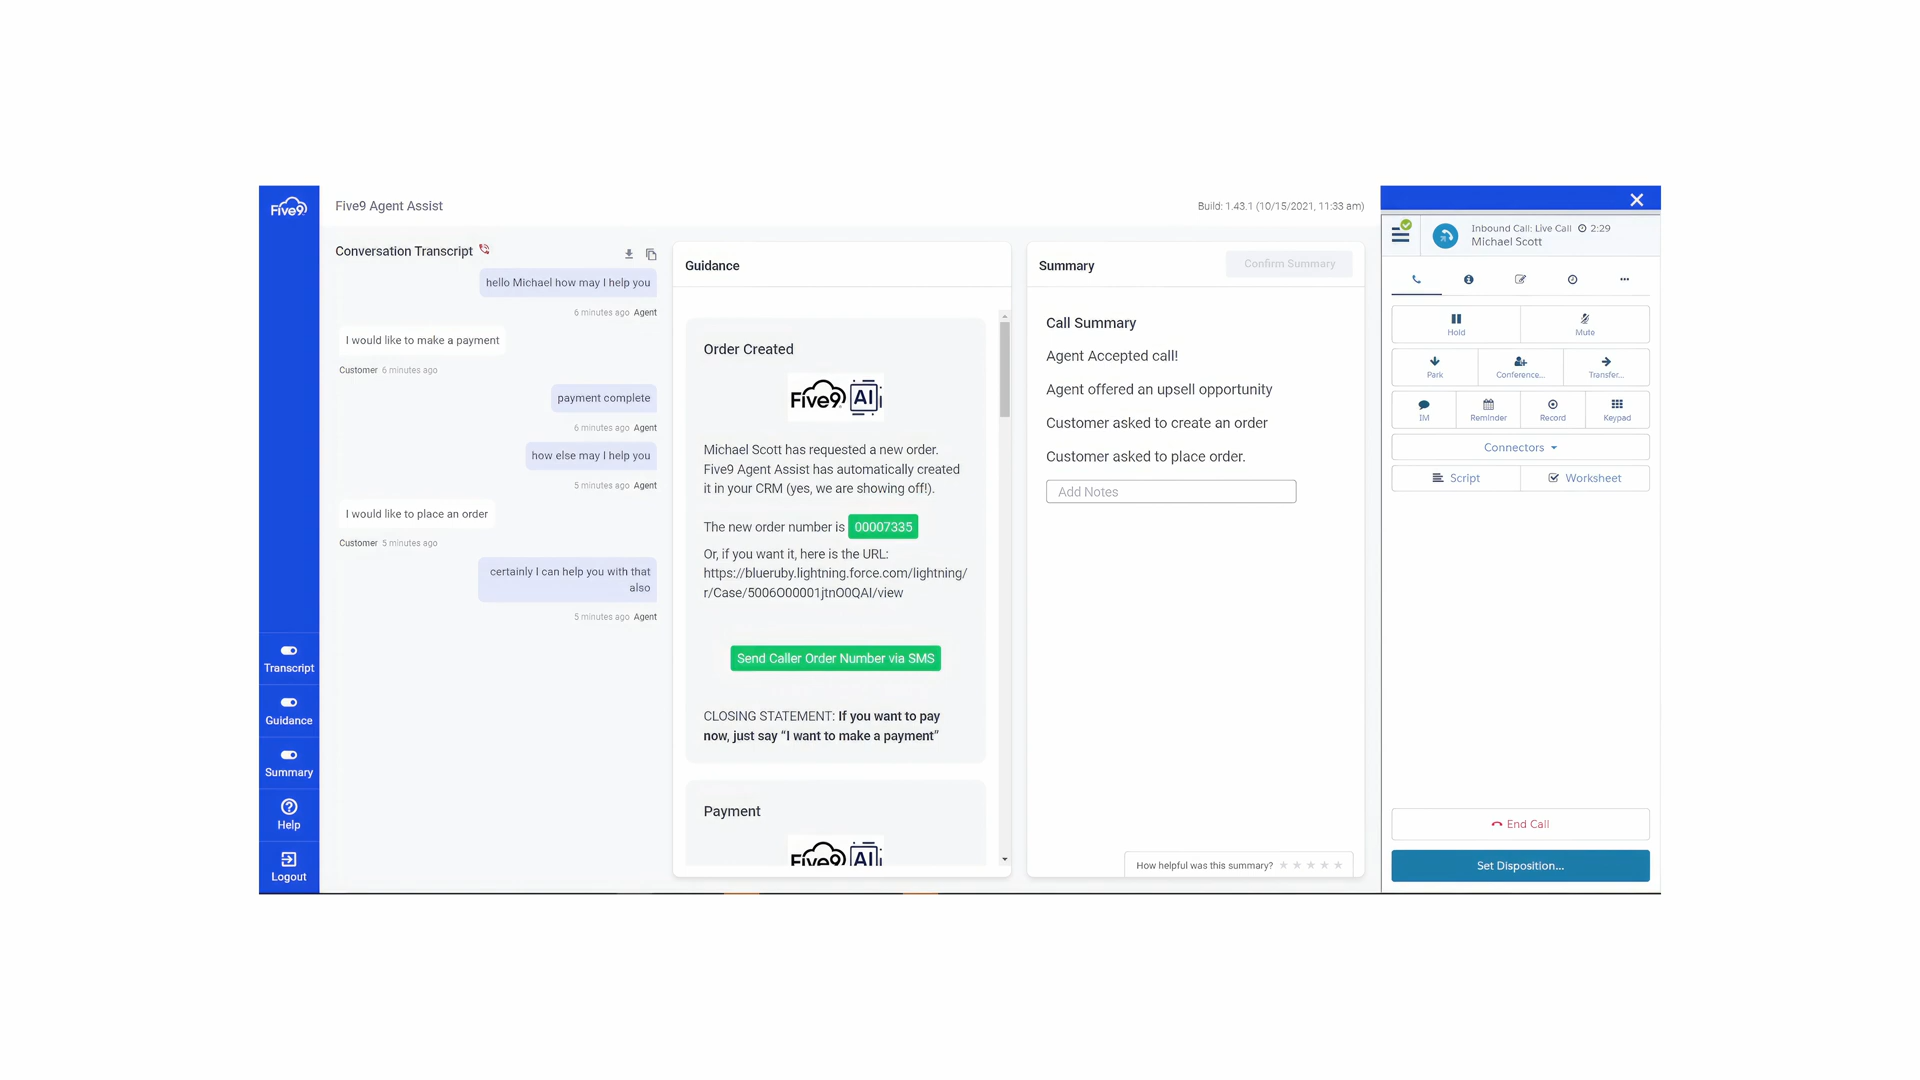 Five9
Five9 Agent Assist
Build: 1.43.1 (10/15/2021, 11:33 am)
Conversation Transcript
hello Michael how may I help you
6 minutes ago Agent
I would like to make a payment
Customer 6 minutes ago
payment complete
6 minutes ago Agent
how else may I help you
5 minutes ago Agent
I would like to place an order
Customer 5 minutes ago
certainly I can help you with that
also
5 minutes ago Agent
Transcript
Guidance
Summary
Help
Logout
Guidance
Order Created
Five9 AI
Michael Scott has requested a new order.
Five9 Agent Assist has automatically created
it in your CRM (yes, we are showing off!).
The new order number is 00007335
Or, if you want it, here is the URL:
https://blueruby.lightning.force.com/lightning/
r/Case/5006O00001jtnO0QAI/view
Send Caller Order Number via SMS
CLOSING STATEMENT: If you want to pay
now, just say “I want to make a payment”
Payment
Five9 AI
Summary
Confirm Summary
Call Summary
Agent Accepted call!
Agent offered an upsell opportunity
Customer asked to create an order
Customer asked to place order.
Add Notes
How helpful was this summary?
Inbound Call: Live Call 2:29
Michael Scott
Hold
Mute
Park
Conference...
Transfer...
IM
Reminder
Record
Keypad
Connectors
Script
Worksheet
End Call
Set Disposition...